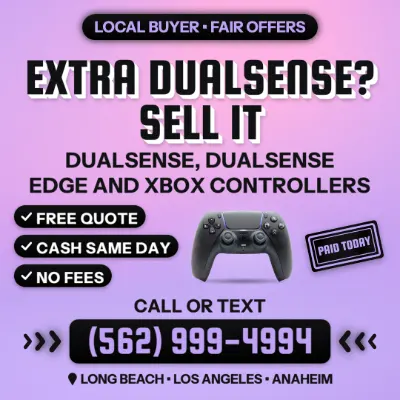 LOCAL BUYER • FAIR OFFERS
EXTRA DUALSENSE?
SELL IT
DUALSENSE, DUALSENSE
EDGE AND XBOX CONTROLLERS
FREE QUOTE
CASH SAME DAY
NO FEES
PAID TODAY
CALL OR TEXT
(562) 999-4994
LONG BEACH • LOS ANGELES • ANAHEIM